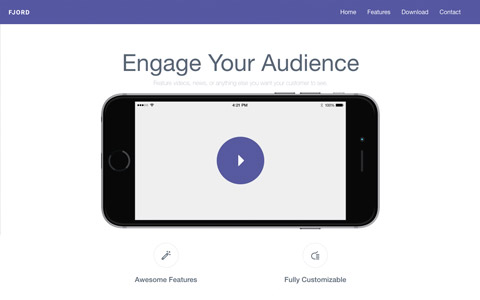 FJORD
Home Features Download Contact
Engage Your Audience
Feature videos, news, or anything else you want your customer to see.
4:21 PM 100%
Awesome Features Fully Customizable